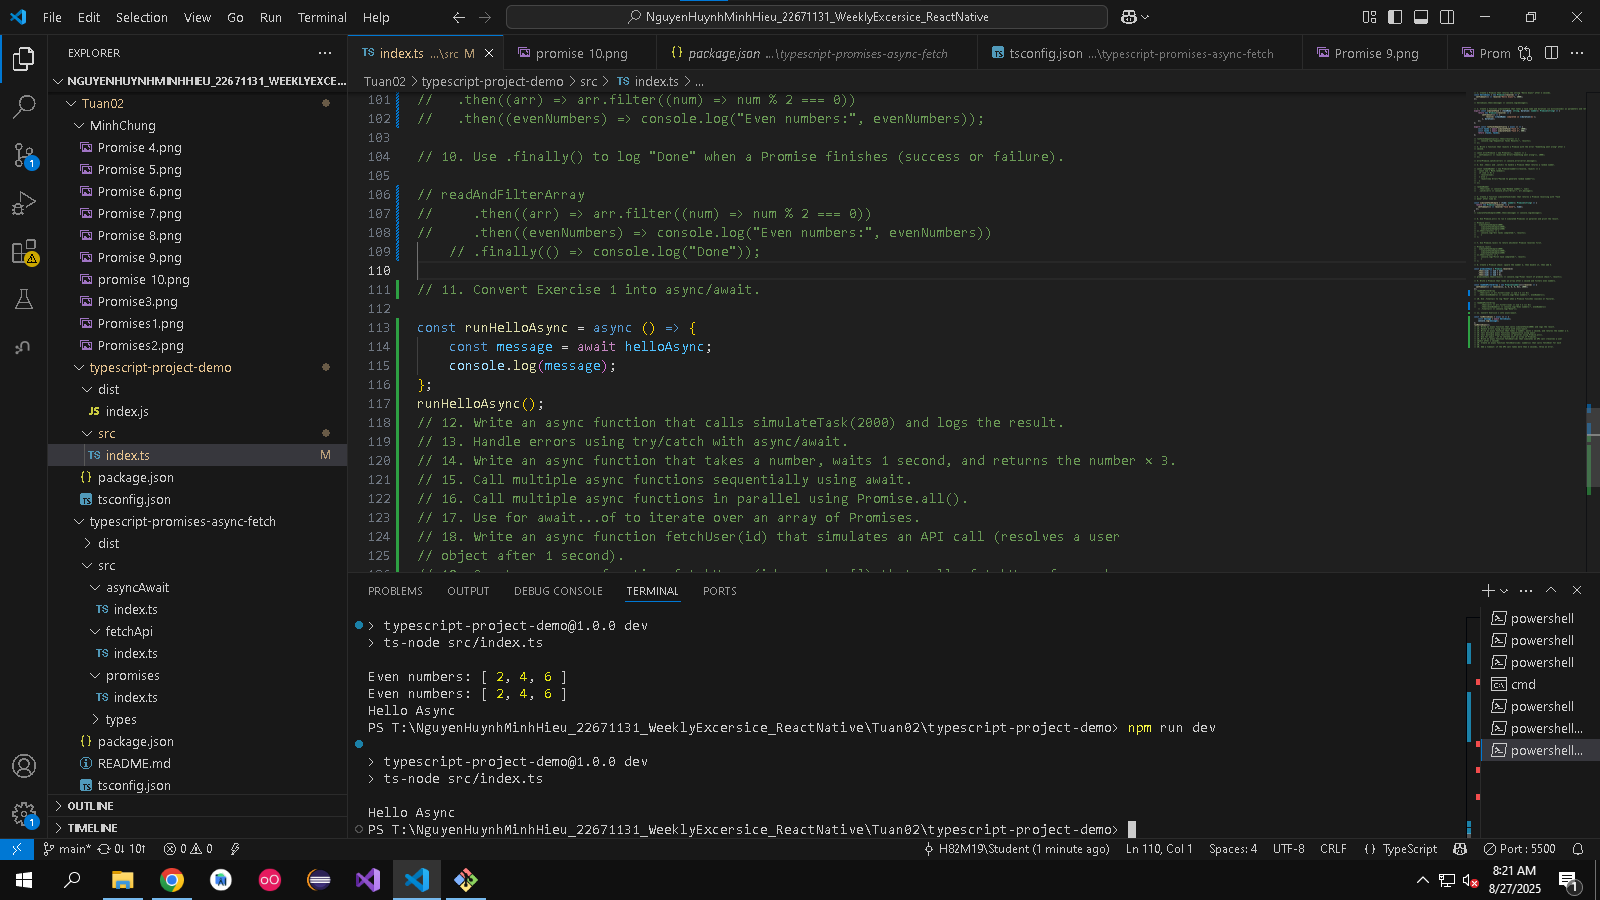 File Edit Selection View Go Run Terminal Help
NguyenHuynhMinhHieu_22671131_WeeklyExcersice_ReactNative
EXPLORER
NGUYENHUYNHMINHHIEU_22671131_WEEKLYEXCE...
Tuan02
MinhChung
Promise 4.png
Promise 5.png
Promise 6.png
Promise 7.png
Promise 8.png
Promise 9.png
promise 10.png
Promise3.png
Promises1.png
Promises2.png
typescript-project-demo
dist
JS index.js
src
TS index.ts M
{} package.json
tsconfig.json
typescript-promises-async-fetch
dist
src
asyncAwait
TS index.ts
fetchApi
TS index.ts
promises
TS index.ts
types
{} package.json
README.md
tsconfig.json
OUTLINE
TIMELINE
TS index.ts ...\src M
promise 10.png
{} package.json ...\typescript-promises-async-fetch
tsconfig.json ...\typescript-promises-async-fetch
Promise 9.png
Prom
Tuan02 > typescript-project-demo > src > TS index.ts > ...
101 //   .then((arr) => arr.filter((num) => num % 2 === 0))
102 //   .then((evenNumbers) => console.log("Even numbers:", evenNumbers));
103
104 // 10. Use .finally() to log "Done" when a Promise finishes (success or failure).
105
106 // readAndFilterArray
107 //     .then((arr) => arr.filter((num) => num % 2 === 0))
108 //     .then((evenNumbers) => console.log("Even numbers:", evenNumbers))
109     // .finally(() => console.log("Done"));
110
111 // 11. Convert Exercise 1 into async/await.
112
113 const runHelloAsync = async () => {
114     const message = await helloAsync;
115     console.log(message);
116 };
117 runHelloAsync();
118 // 12. Write an async function that calls simulateTask(2000) and logs the result.
119 // 13. Handle errors using try/catch with async/await.
120 // 14. Write an async function that takes a number, waits 1 second, and returns the number × 3.
121 // 15. Call multiple async functions sequentially using await.
122 // 16. Call multiple async functions in parallel using Promise.all().
123 // 17. Use for await...of to iterate over an array of Promises.
124 // 18. Write an async function fetchUser(id) that simulates an API call (resolves a user
125 // object after 1 second).
PROBLEMS OUTPUT DEBUG CONSOLE TERMINAL PORTS
> typescript-project-demo@1.0.0 dev
> ts-node src/index.ts
Even numbers: [ 2, 4, 6 ]
Even numbers: [ 2, 4, 6 ]
Hello Async
PS T:\NguyenHuynhMinhHieu_22671131_WeeklyExcersice_ReactNative\Tuan02\typescript-project-demo> npm run dev
> typescript-project-demo@1.0.0 dev
> ts-node src/index.ts
Hello Async
PS T:\NguyenHuynhMinhHieu_22671131_WeeklyExcersice_ReactNative\Tuan02\typescript-project-demo>
powershell
powershell
powershell
cmd
powershell
powershell...
powershell...
main* 0↓ 10↑ 0 0
H82M19\Student (1 minute ago) Ln 110, Col 1 Spaces: 4 UTF-8 CRLF {} TypeScript Port : 5500
8:21 AM
8/27/2025